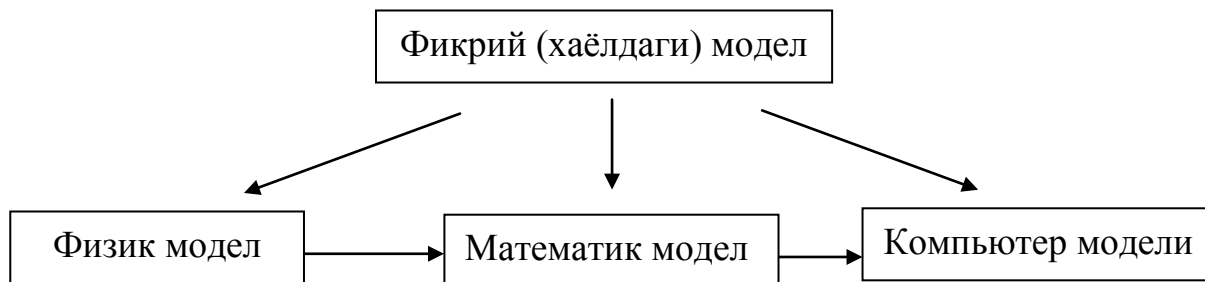 Фикрий (хаёлдаги) модел
Физик модел
Математик модел
Компьютер модели